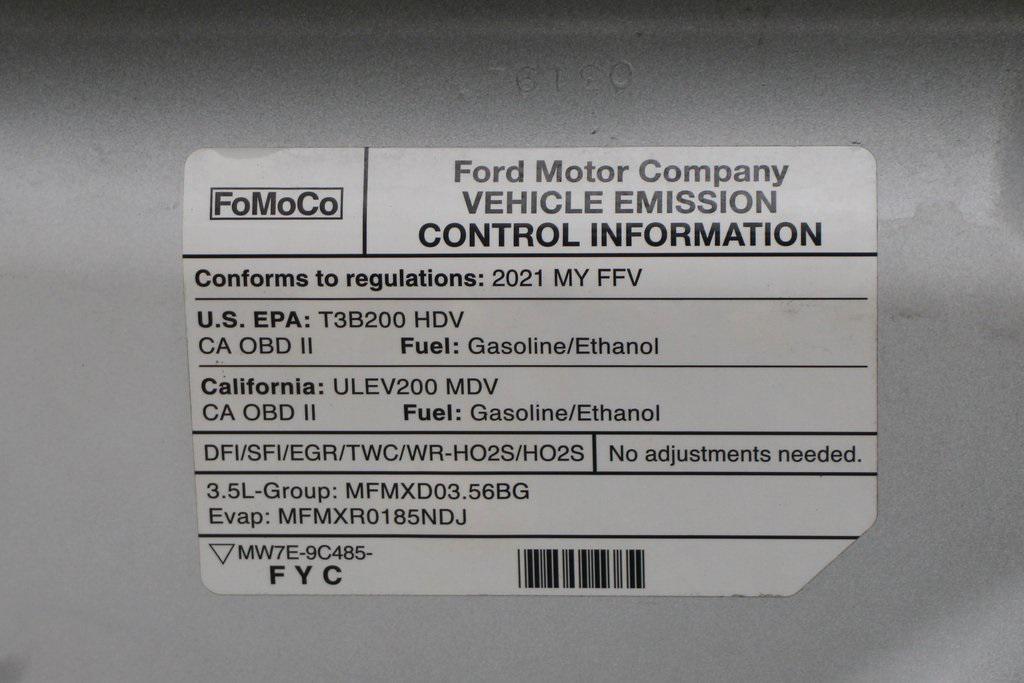 0319
FoMoCo
Ford Motor Company
VEHICLE EMISSION
CONTROL INFORMATION
Conforms to regulations: 2021 MY FFV
U.S. EPA: T3B200 HDV
CA OBD II Fuel: Gasoline/Ethanol
California: ULEV200 MDV
CA OBD II Fuel: Gasoline/Ethanol
DFI/SFI/EGR/TWC/WR-HO2S/HO2S No adjustments needed.
3.5L-Group: MFMXD03.56BG
Evap: MFMXR0185NDJ
MW7E-9C485-
F Y C